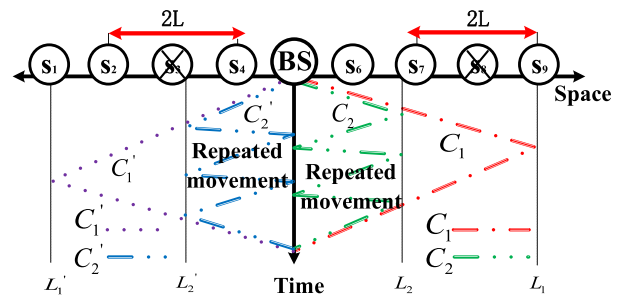 2L 2L
S1 S2 S3 S4 BS S6 S7 S8 S9
Space
C2' C2
C1' C1
Repeated
movement
Repeated
movement
C1' C1
C2' C2
L1' L2' Time L2 L1